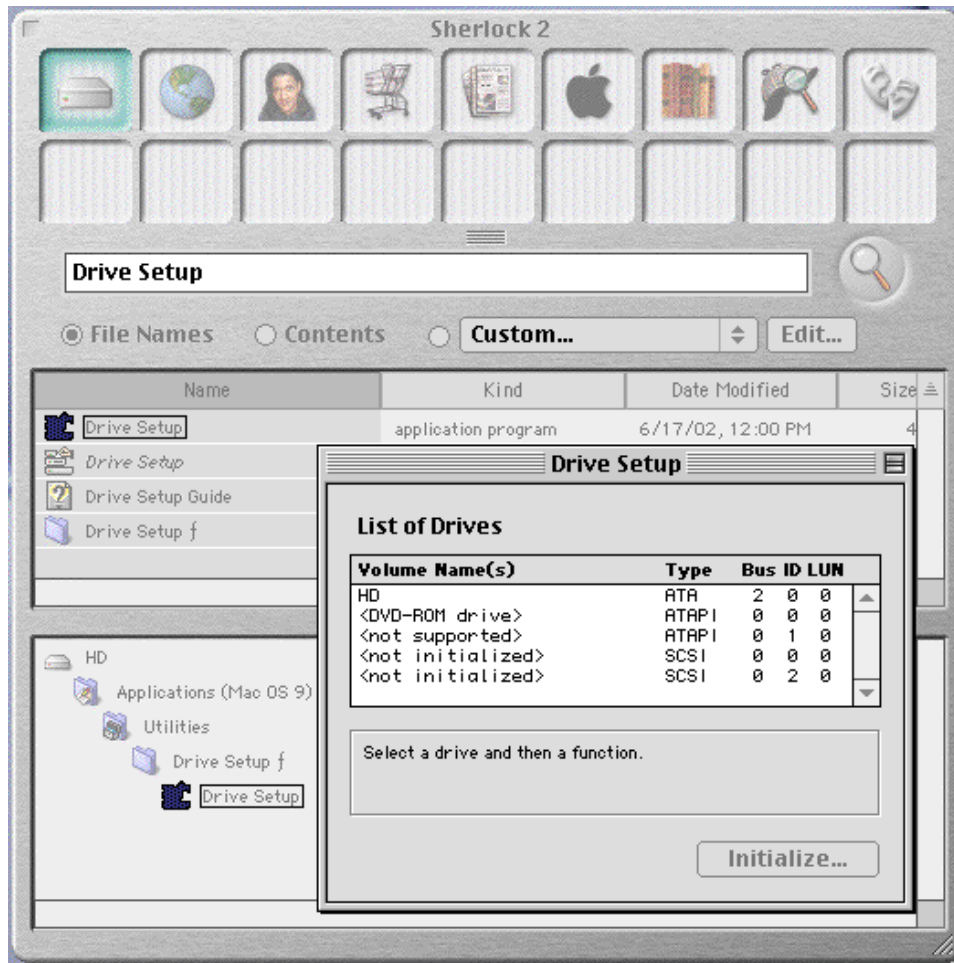 Sherlock 2
Drive Setup
File Names Contents Custom... Edit...
Name Kind Date Modified Size
Drive Setup application program 6/17/02, 12:00 PM 4
Drive Setup
Drive Setup Guide
Drive Setup ƒ
HD
Applications (Mac OS 9)
Utilities
Drive Setup ƒ
Drive Setup
Drive Setup
List of Drives
Volume Name(s) Type Bus ID LUN
HD ATA 2 0 0
<DVD-ROM drive> ATAPI 0 0 0
<not supported> ATAPI 0 1 0
<not initialized> SCSI 0 0 0
<not initialized> SCSI 0 2 0
Select a drive and then a function.
Initialize...